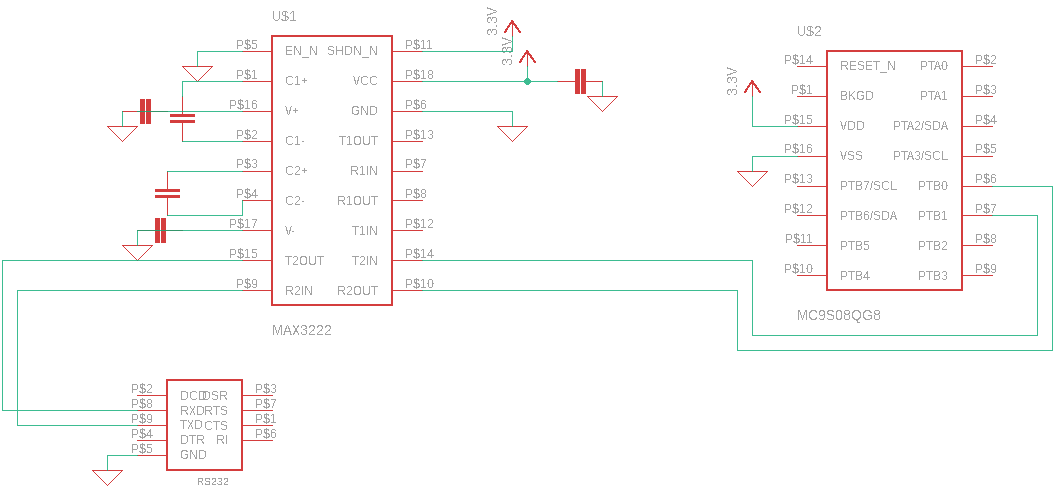 U$1
3.3V
3.3V
P$5 EN_N SHDN_N P$11
P$1 C1+ VCC P$18
P$16 V+ GND P$6
P$2 C1- T1OUT P$13
P$3 C2+ R1IN P$7
P$4 C2- R1OUT P$8
P$17 V- T1IN P$12
P$15 T2OUT T2IN P$14
P$9 R2IN R2OUT P$10
MAX3222
U$2
3.3V
P$14 RESET_N PTA0 P$2
P$1 BKGD PTA1 P$3
P$15 VDD PTA2/SDA P$4
P$16 VSS PTA3/SCL P$5
P$13 PTB7/SCL PTB0 P$6
P$12 PTB6/SDA PTB1 P$7
P$11 PTB5 PTB2 P$8
P$10 PTB4 PTB3 P$9
MC9S08QG8
P$2 DCD DSR P$3
P$8 RXD RTS P$7
P$9 TXD CTS P$1
P$4 DTR RI P$6
P$5 GND
RS232